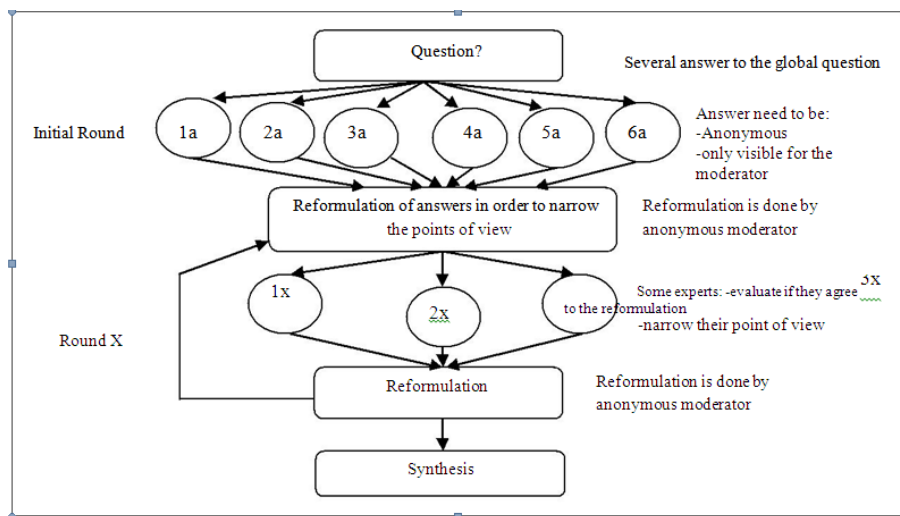 Question?
Several answer to the global question
Initial Round
1a
2a
3a
4a
5a
6a
Answer need to be:
-Anonymous
-only visible for the
moderator
Reformulation of answers in order to narrow
the points of view
Reformulation is done by
anonymous moderator
1x
2x
3x
Some experts: -evaluate if they agree
to the reformulation
-narrow their point of view
Round X
Reformulation
Reformulation is done by
anonymous moderator
Synthesis